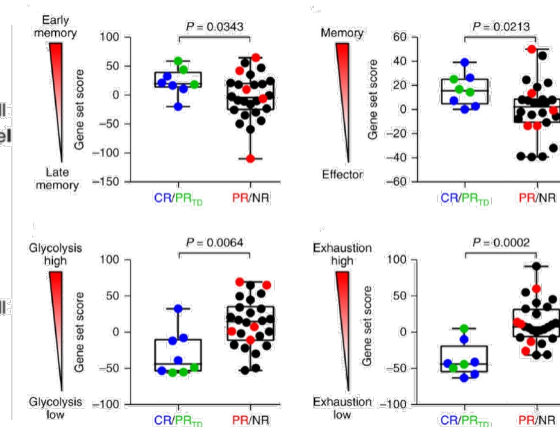 Early
memory
Late
memory
Gene set score
100
50
0
−50
−100
−150
P = 0.0343
CR/PRTD
PR/NR
Memory
Effector
Gene set score
60
40
20
0
−20
−40
−60
P = 0.0213
CR/PRTD
PR/NR
Glycolysis
high
Glycolysis
low
Gene set score
100
50
0
−50
−100
P = 0.0064
CR/PRTD
PR/NR
Exhaustion
high
Exhaustion
low
Gene set score
100
50
0
−50
−100
P = 0.0002
CR/PRTD
PR/NR